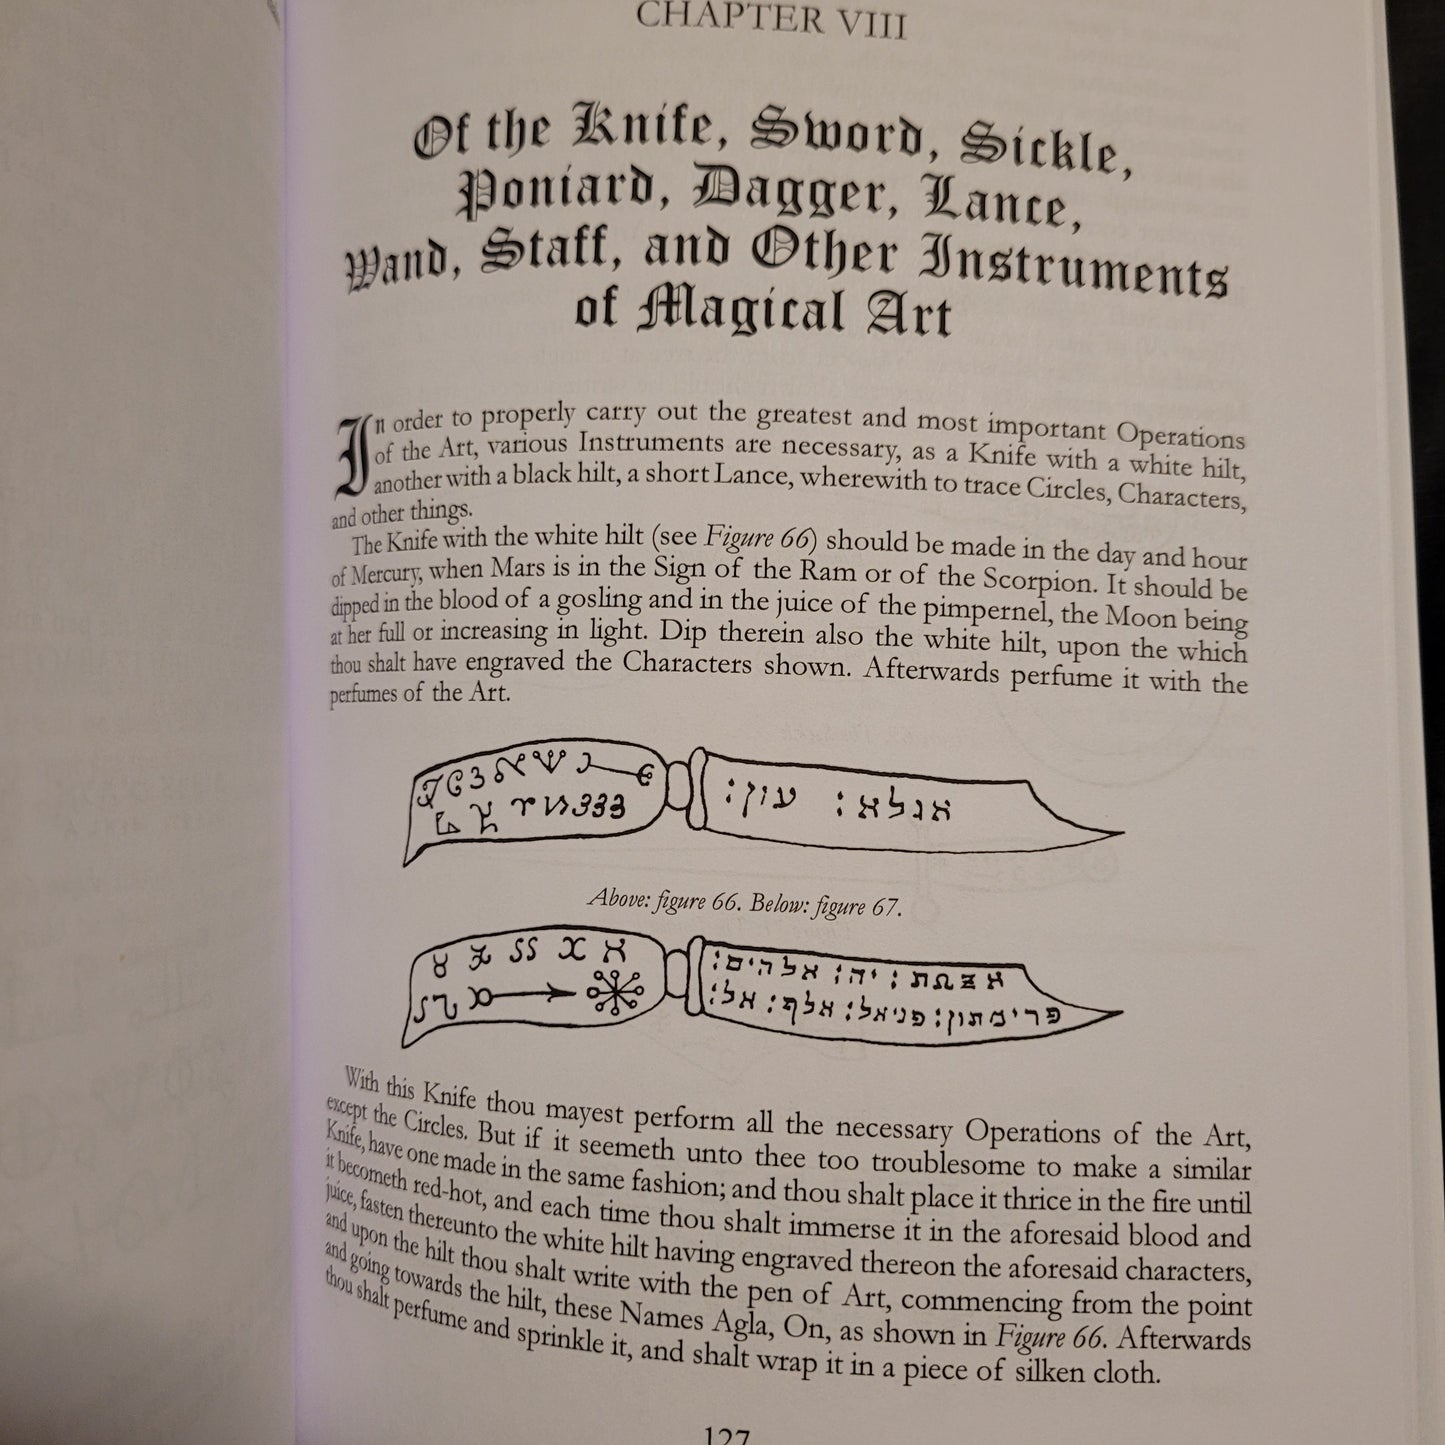 CHAPTER VIII
Of the Knife, Sword, Sickle,
Poniard, Dagger, Lance,
Wand, Staff, and Other Instruments
of Magical Art
In order to properly carry out the greatest and most important Operations
of the Art, various Instruments are necessary, as a Knife with a white hilt,
another with a black hilt, a short Lance, wherewith to trace Circles, Characters,
and other things.
The Knife with the white hilt (see Figure 66) should be made in the day and hour
of Mercury, when Mars is in the Sign of the Ram or of the Scorpion. It should be
dipped in the blood of a gosling and in the juice of the pimpernel, the Moon being
at her full or increasing in light. Dip therein also the white hilt, upon the which
thou shalt have engraved the Characters shown. Afterwards perfume it with the
perfumes of the Art.
אגלא: עון:
Above: figure 66. Below: figure 67.
יה: אלהים:
פנואל: אלף: אל:
With this Knife thou mayest perform all the necessary Operations of the Art,
except the Circles. But if it seemeth unto thee too troublesome to make a similar
Knife, have one made in the same fashion; and thou shalt place it thrice in the fire until
it becometh red-hot, and each time thou shalt immerse it in the aforesaid blood and
juice, fasten thereunto the white hilt having engraved thereon the aforesaid characters,
and upon the hilt thou shalt write with the pen of Art, commencing from the point
and going towards the hilt, these Names Agla, On, as shown in Figure 66. Afterwards
thou shalt perfume and sprinkle it, and shalt wrap it in a piece of silken cloth.
127